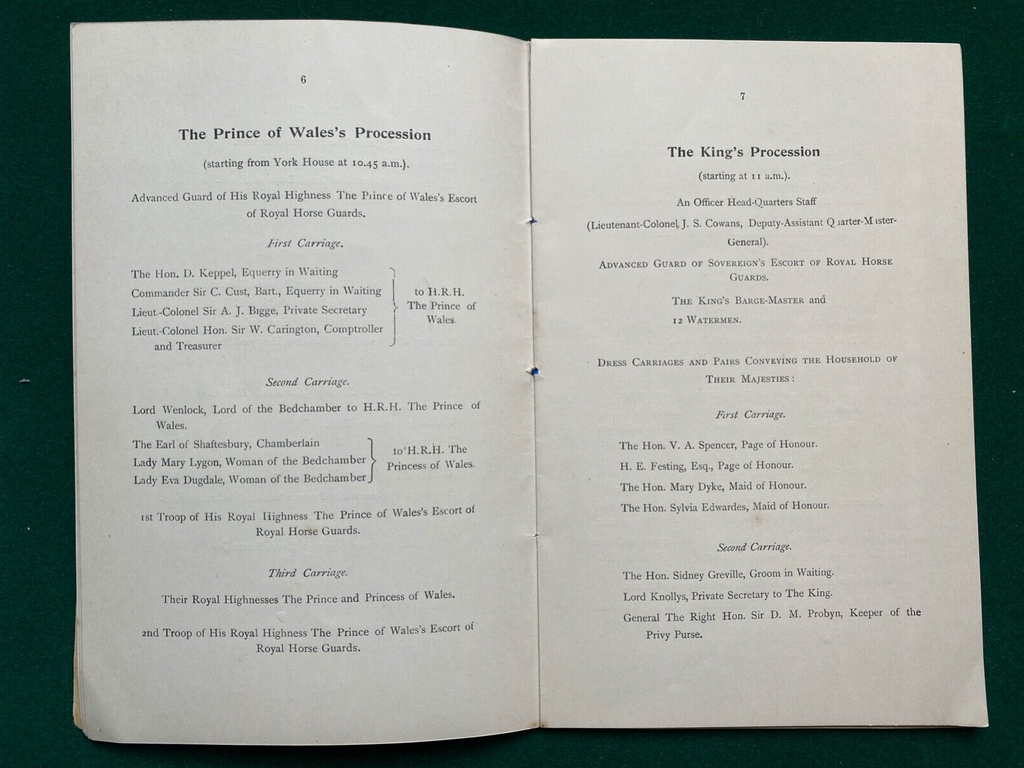 6
The Prince of Wales's Procession
(starting from York House at 10.45 a.m.).
Advanced Guard of His Royal Highness The Prince of Wales's Escort
of Royal Horse Guards.
First Carriage.
The Hon. D. Keppel, Equerry in Waiting
Commander Sir C. Cust, Bart., Equerry in Waiting
Lieut.-Colonel Sir A. J. Bigge, Private Secretary
Lieut.-Colonel Hon. Sir W. Carington, Comptroller
and Treasurer
to H.R.H.
The Prince of
Wales.
Second Carriage.
Lord Wenlock, Lord of the Bedchamber to H.R.H. The Prince of
Wales.
The Earl of Shaftesbury, Chamberlain
Lady Mary Lygon, Woman of the Bedchamber
Lady Eva Dugdale, Woman of the Bedchamber
to H.R.H. The
Princess of Wales.
1st Troop of His Royal Highness The Prince of Wales's Escort of
Royal Horse Guards.
Third Carriage.
Their Royal Highnesses The Prince and Princess of Wales.
2nd Troop of His Royal Highness The Prince of Wales's Escort of
Royal Horse Guards.
7
The King's Procession
(starting at 11 a.m.).
An Officer Head-Quarters Staff
(Lieutenant-Colonel, J. S. Cowans, Deputy-Assistant Quarter-Master-
General).
ADVANCED GUARD OF SOVEREIGN'S ESCORT OF ROYAL HORSE
GUARDS.
THE KING'S BARGE-MASTER and
12 WATERMEN.
DRESS CARRIAGES AND PAIRS CONVEYING THE HOUSEHOLD OF
THEIR MAJESTIES:
First Carriage.
The Hon. V. A. Spencer, Page of Honour.
H. E. Festing, Esq., Page of Honour.
The Hon. Mary Dyke, Maid of Honour.
The Hon. Sylvia Edwardes, Maid of Honour.
Second Carriage.
The Hon. Sidney Greville, Groom in Waiting.
Lord Knollys, Private Secretary to The King.
General The Right Hon. Sir D. M. Probyn, Keeper of the
Privy Purse.